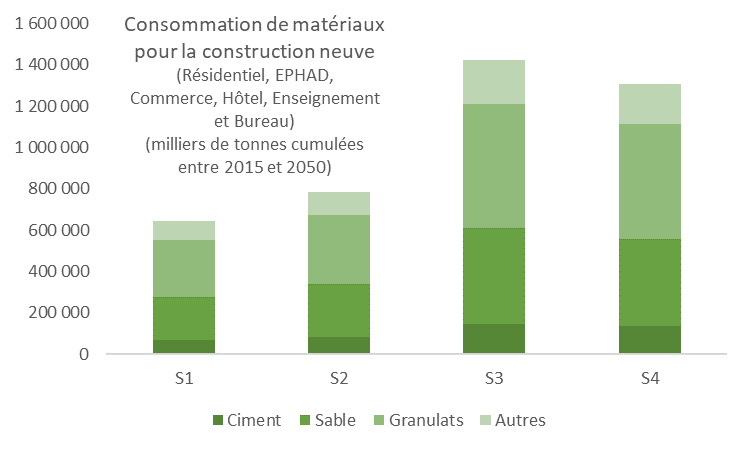 Consommation de matériaux
pour la construction neuve
(Résidentiel, EPHAD,
Commerce, Hôtel, Enseignement
et Bureau)
(milliers de tonnes cumulées
entre 2015 et 2050)
1 600 000
1 400 000
1 200 000
1 000 000
800 000
600 000
400 000
200 000
0
S1 S2 S3 S4
Ciment Sable Granulats Autres